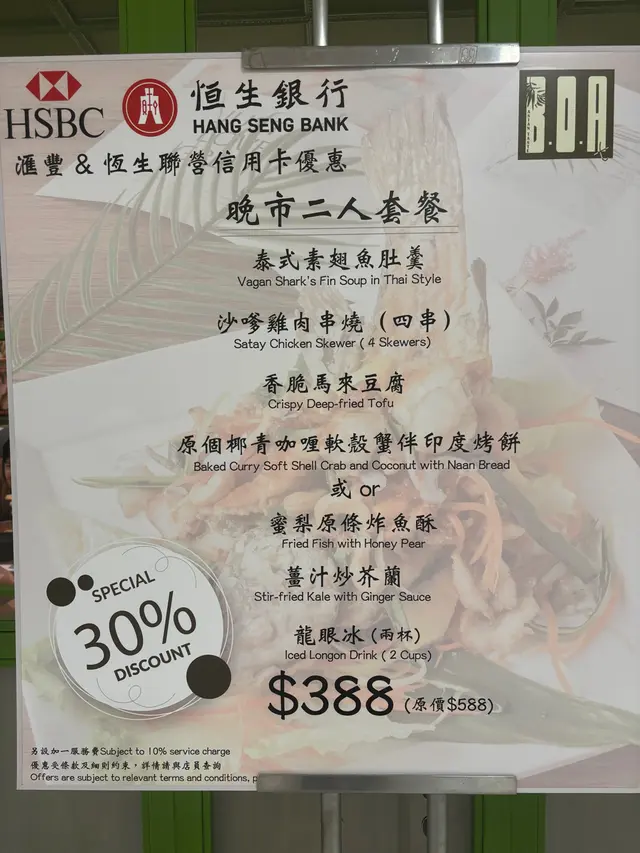 HSBC
恒生銀行
HANG SENG BANK
B.O.A
滙豐 & 恆生聯營信用卡優惠
晚市二人套餐
泰式素翅魚肚羹
Vagan Shark's Fin Soup in Thai Style
沙嗲雞肉串燒 (四串)
Satay Chicken Skewer ( 4 Skewers)
香脆馬來豆腐
Crispy Deep-fried Tofu
原個椰青咖喱軟殼蟹伴印度烤餅
Baked Curry Soft Shell Crab and Coconut with Naan Bread
或 or
蜜梨原條炸魚酥
Fried Fish with Honey Pear
薑汁炒芥蘭
Stir-fried Kale with Ginger Sauce
龍眼冰 (兩杯)
Iced Longon Drink ( 2 Cups)
$388 (原價$588)
SPECIAL
30%
DISCOUNT
另設加一服務費Subject to 10% service charge
優惠受條款及細則約束，詳情請與店員查詢
Offers are subject to relevant terms and conditions, p